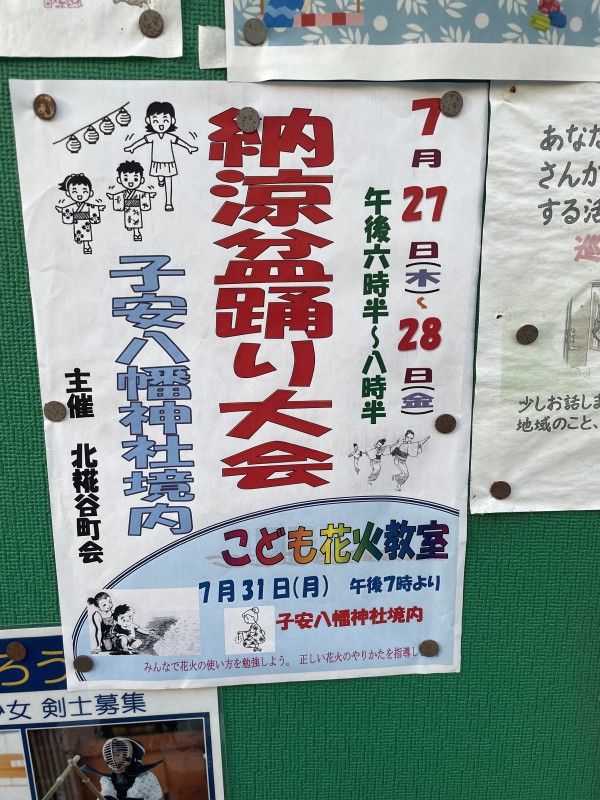 7月27日(木)~28日(金)
午後六時半~八時半
納涼盆踊り大会
子安八幡神社境内
主催 北糀谷町会
こども花火教室
7月31日(月) 午後7時より
子安八幡神社境内
みんなで花火の使い方を勉強しよう。 正しい花火のやりかたを指導し
あなた
さんか
する活
少しお話しま
地域のこと、
ろう
少女 剣士募集